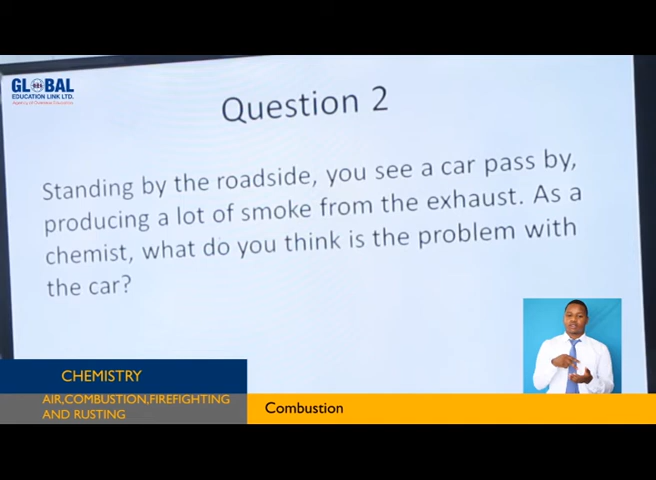 GLOBAL
EDUCATION LINK LTD.
Question 2
Standing by the roadside, you see a car pass by,
producing a lot of smoke from the exhaust. As a
chemist, what do you think is the problem with
the car?
CHEMISTRY
AIR,COMBUSTION,FIREFIGHTING
AND RUSTING
Combustion